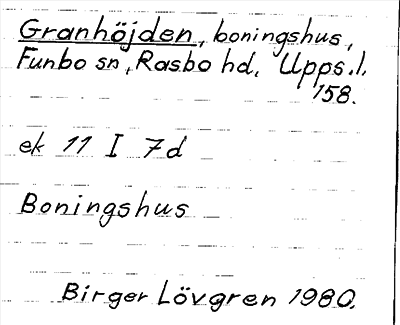 Granhöjden, boningshus,
Funbo sn, Rasbo hd, Upps.l.
158.
ek 11 I 7d
Boningshus
Birger Lövgren 1980.